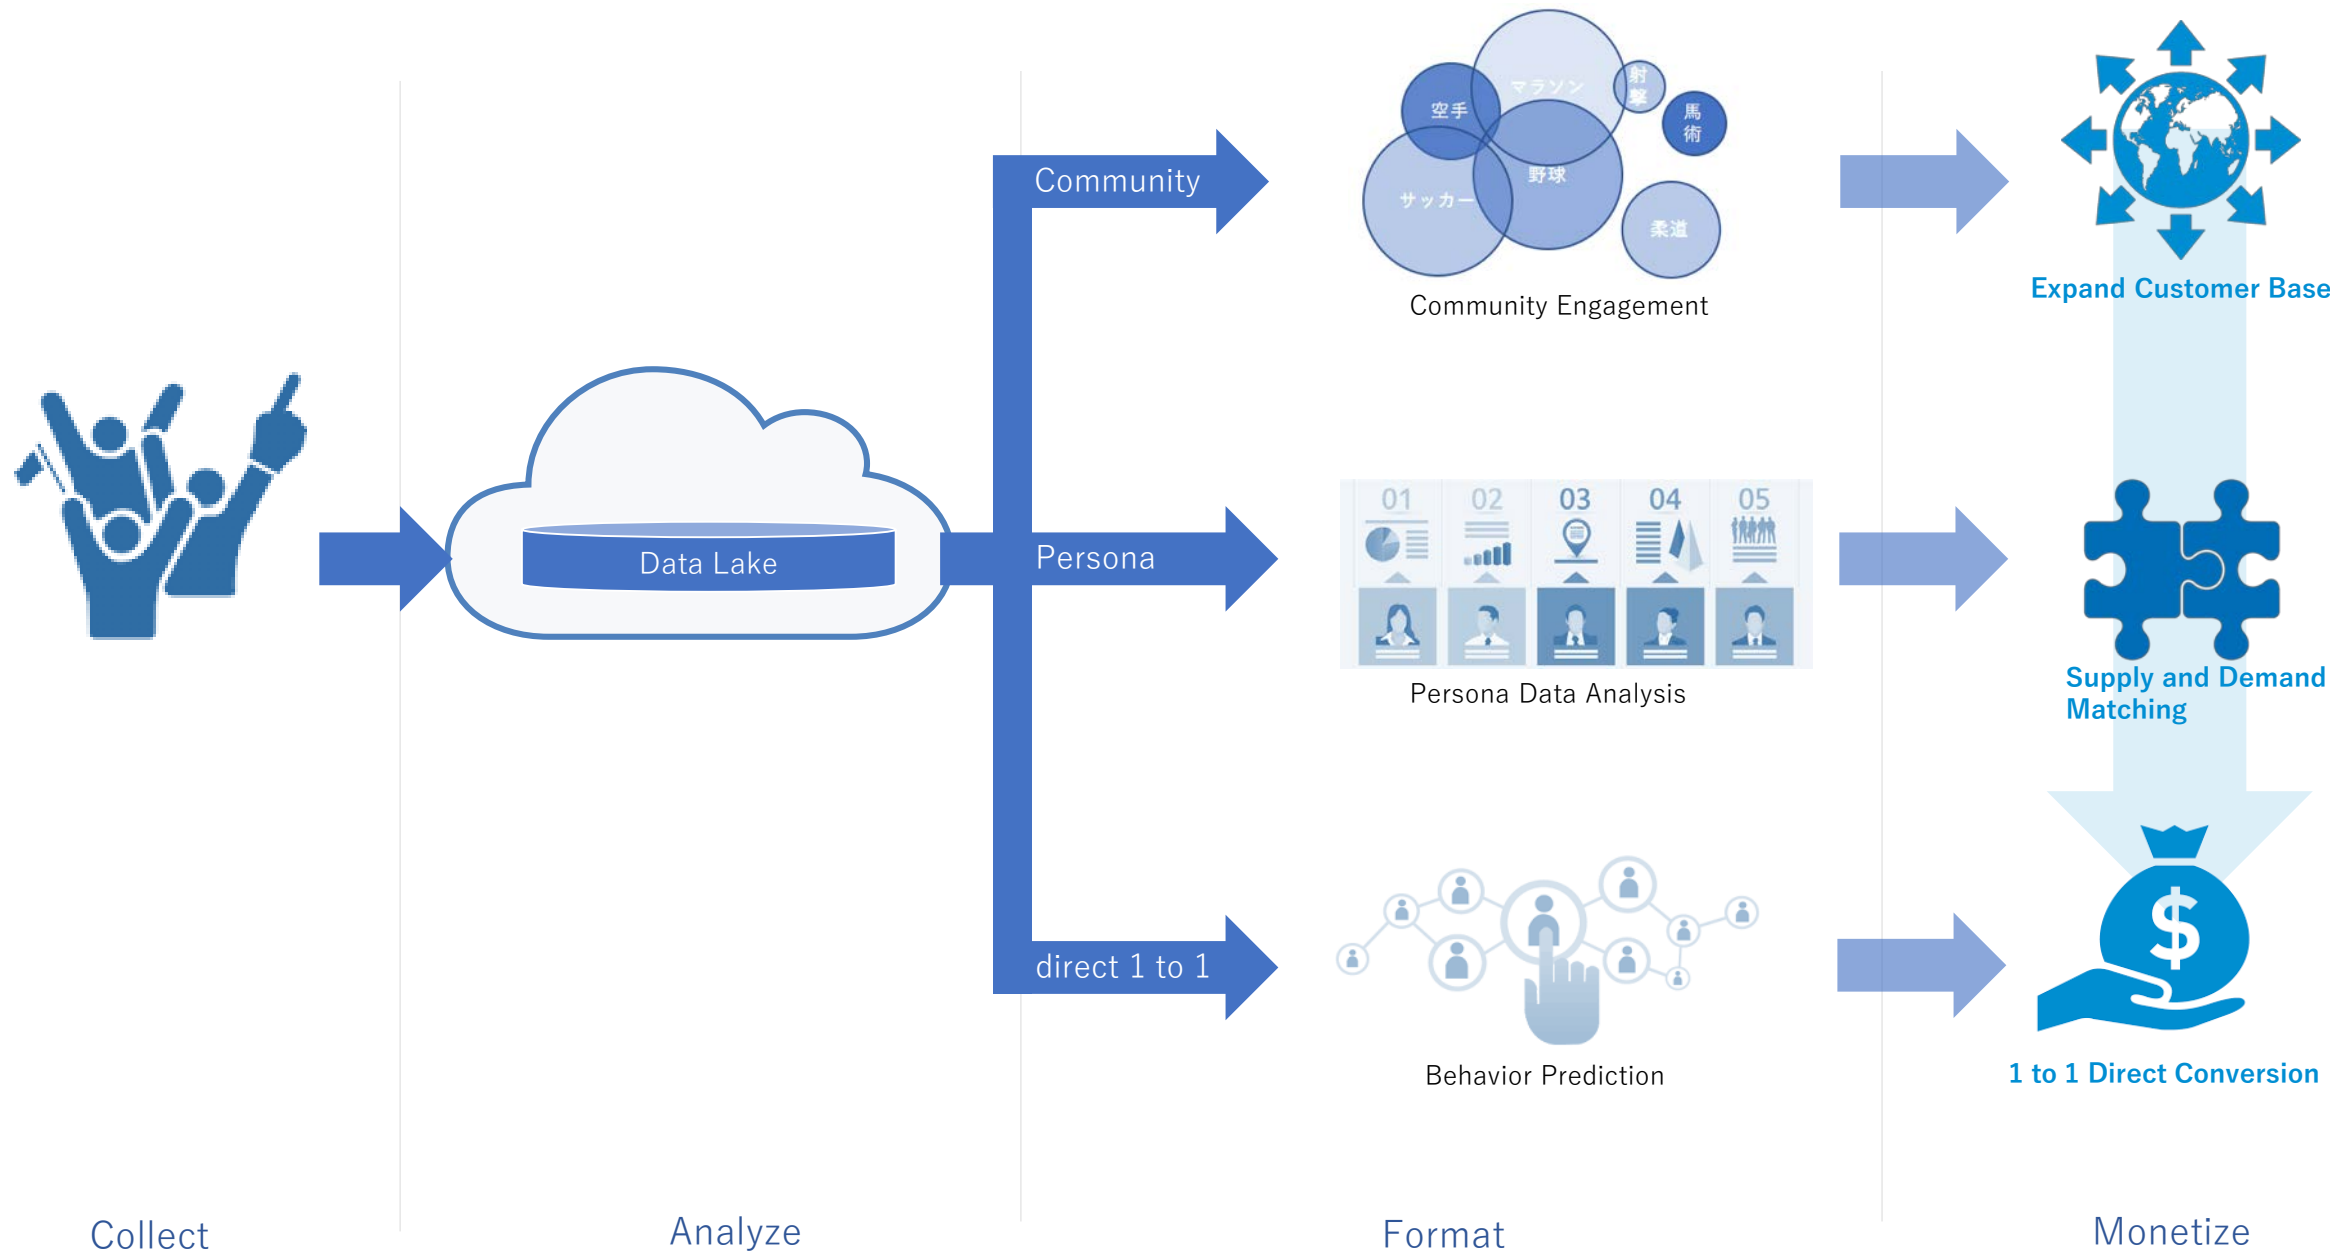 マラソン
射
撃
空手
馬
術
野球
サッカー
柔道
Community
Community Engagement
Expand Customer Base
Data Lake
Persona
01 02 03 04 05
Persona Data Analysis
Supply and Demand
Matching
direct 1 to 1
$
Behavior Prediction
1 to 1 Direct Conversion
Collect
Analyze
Format
Monetize